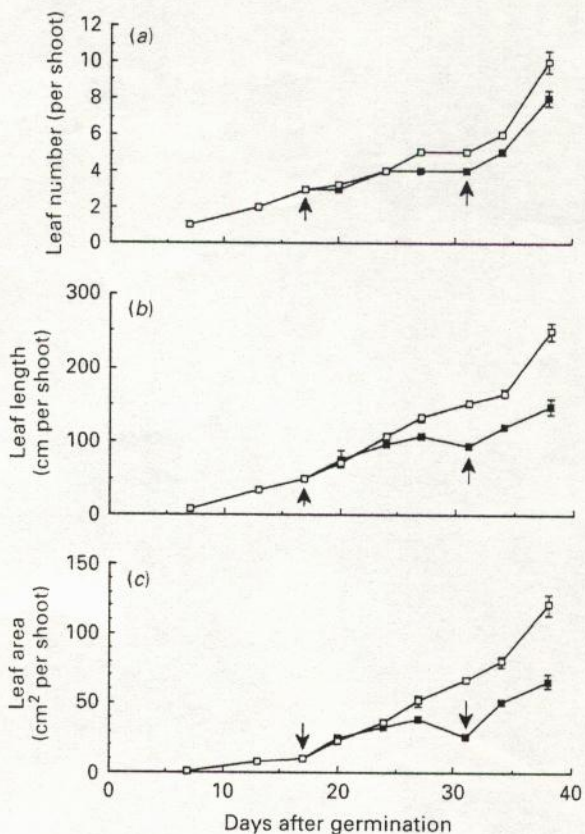 (a)
Leaf number (per shoot)
12
10
8
6
4
2
0
(b)
Leaf length
(cm per shoot)
300
200
100
0
(c)
Leaf area
(cm² per shoot)
150
100
50
0
0 10 20 30 40
Days after germination